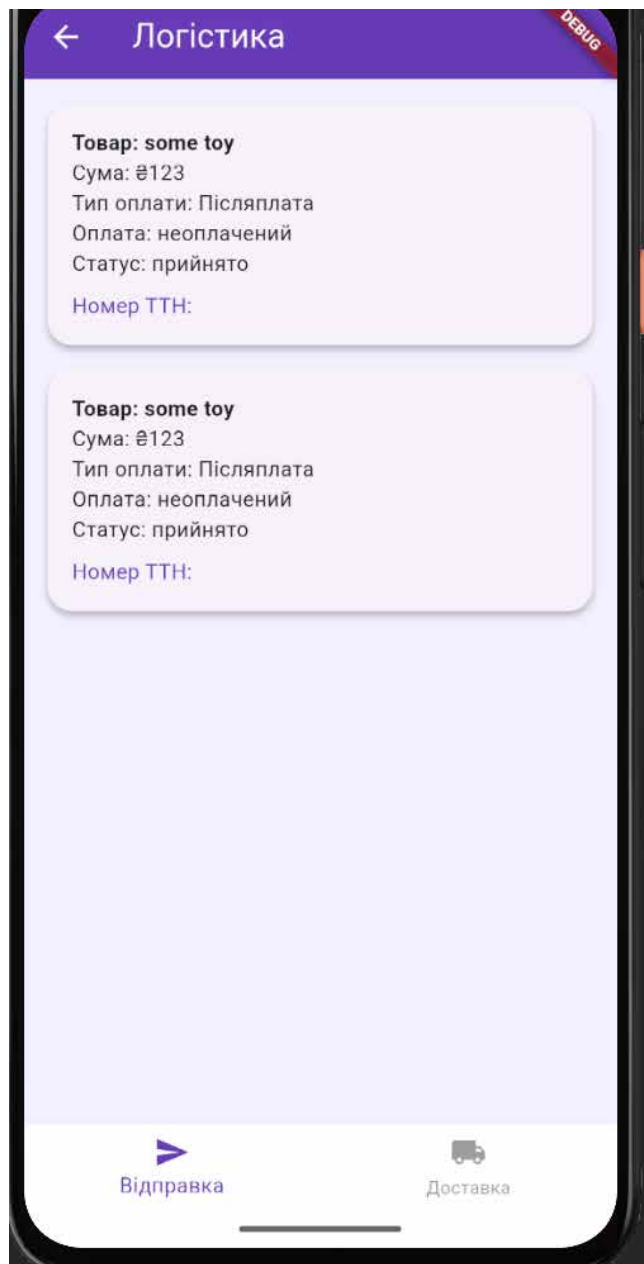 Логістика
DEBUG
Товар: some toy
Сума: ₴123
Тип оплати: Післяплата
Оплата: неоплачений
Статус: прийнято
Номер ТТН:
Товар: some toy
Сума: ₴123
Тип оплати: Післяплата
Оплата: неоплачений
Статус: прийнято
Номер ТТН:
Відправка
Доставка